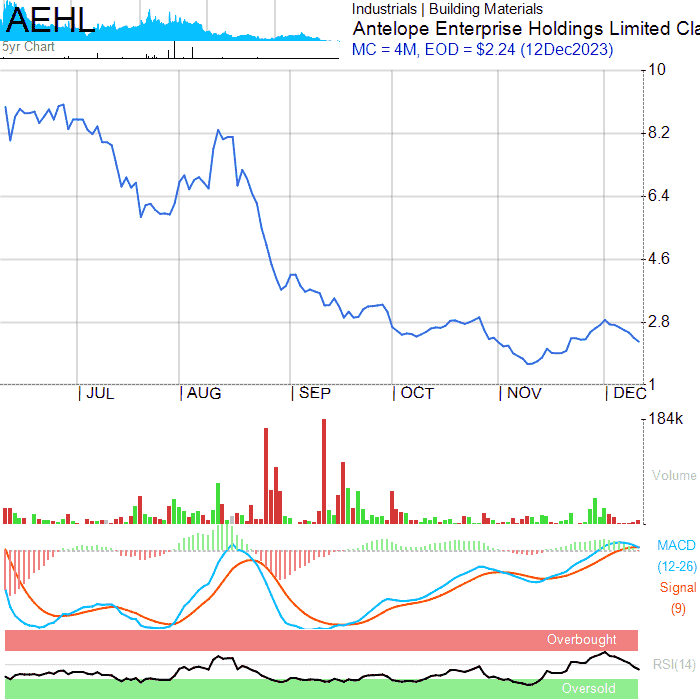 AEHL
5yr Chart
Industrials | Building Materials
Antelope Enterprise Holdings Limited Cla
MC = 4M, EOD = $2.24 (12Dec2023)
10
8.2
6.4
4.6
2.8
1
| JUL | AUG | SEP | OCT | NOV | DEC
184k
Volume
MACD
(12-26)
Signal
(9)
Overbought
RSI(14)
Oversold